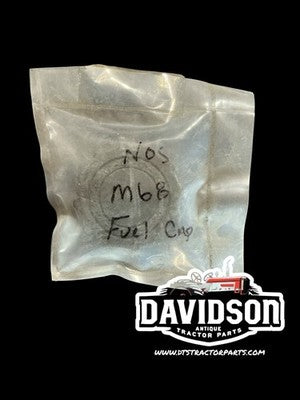 NOS
M68
Fuel Cap
DAVIDSON
ANTIQUE
TRACTOR PARTS
WWW.DTSTRACTORPARTS.COM